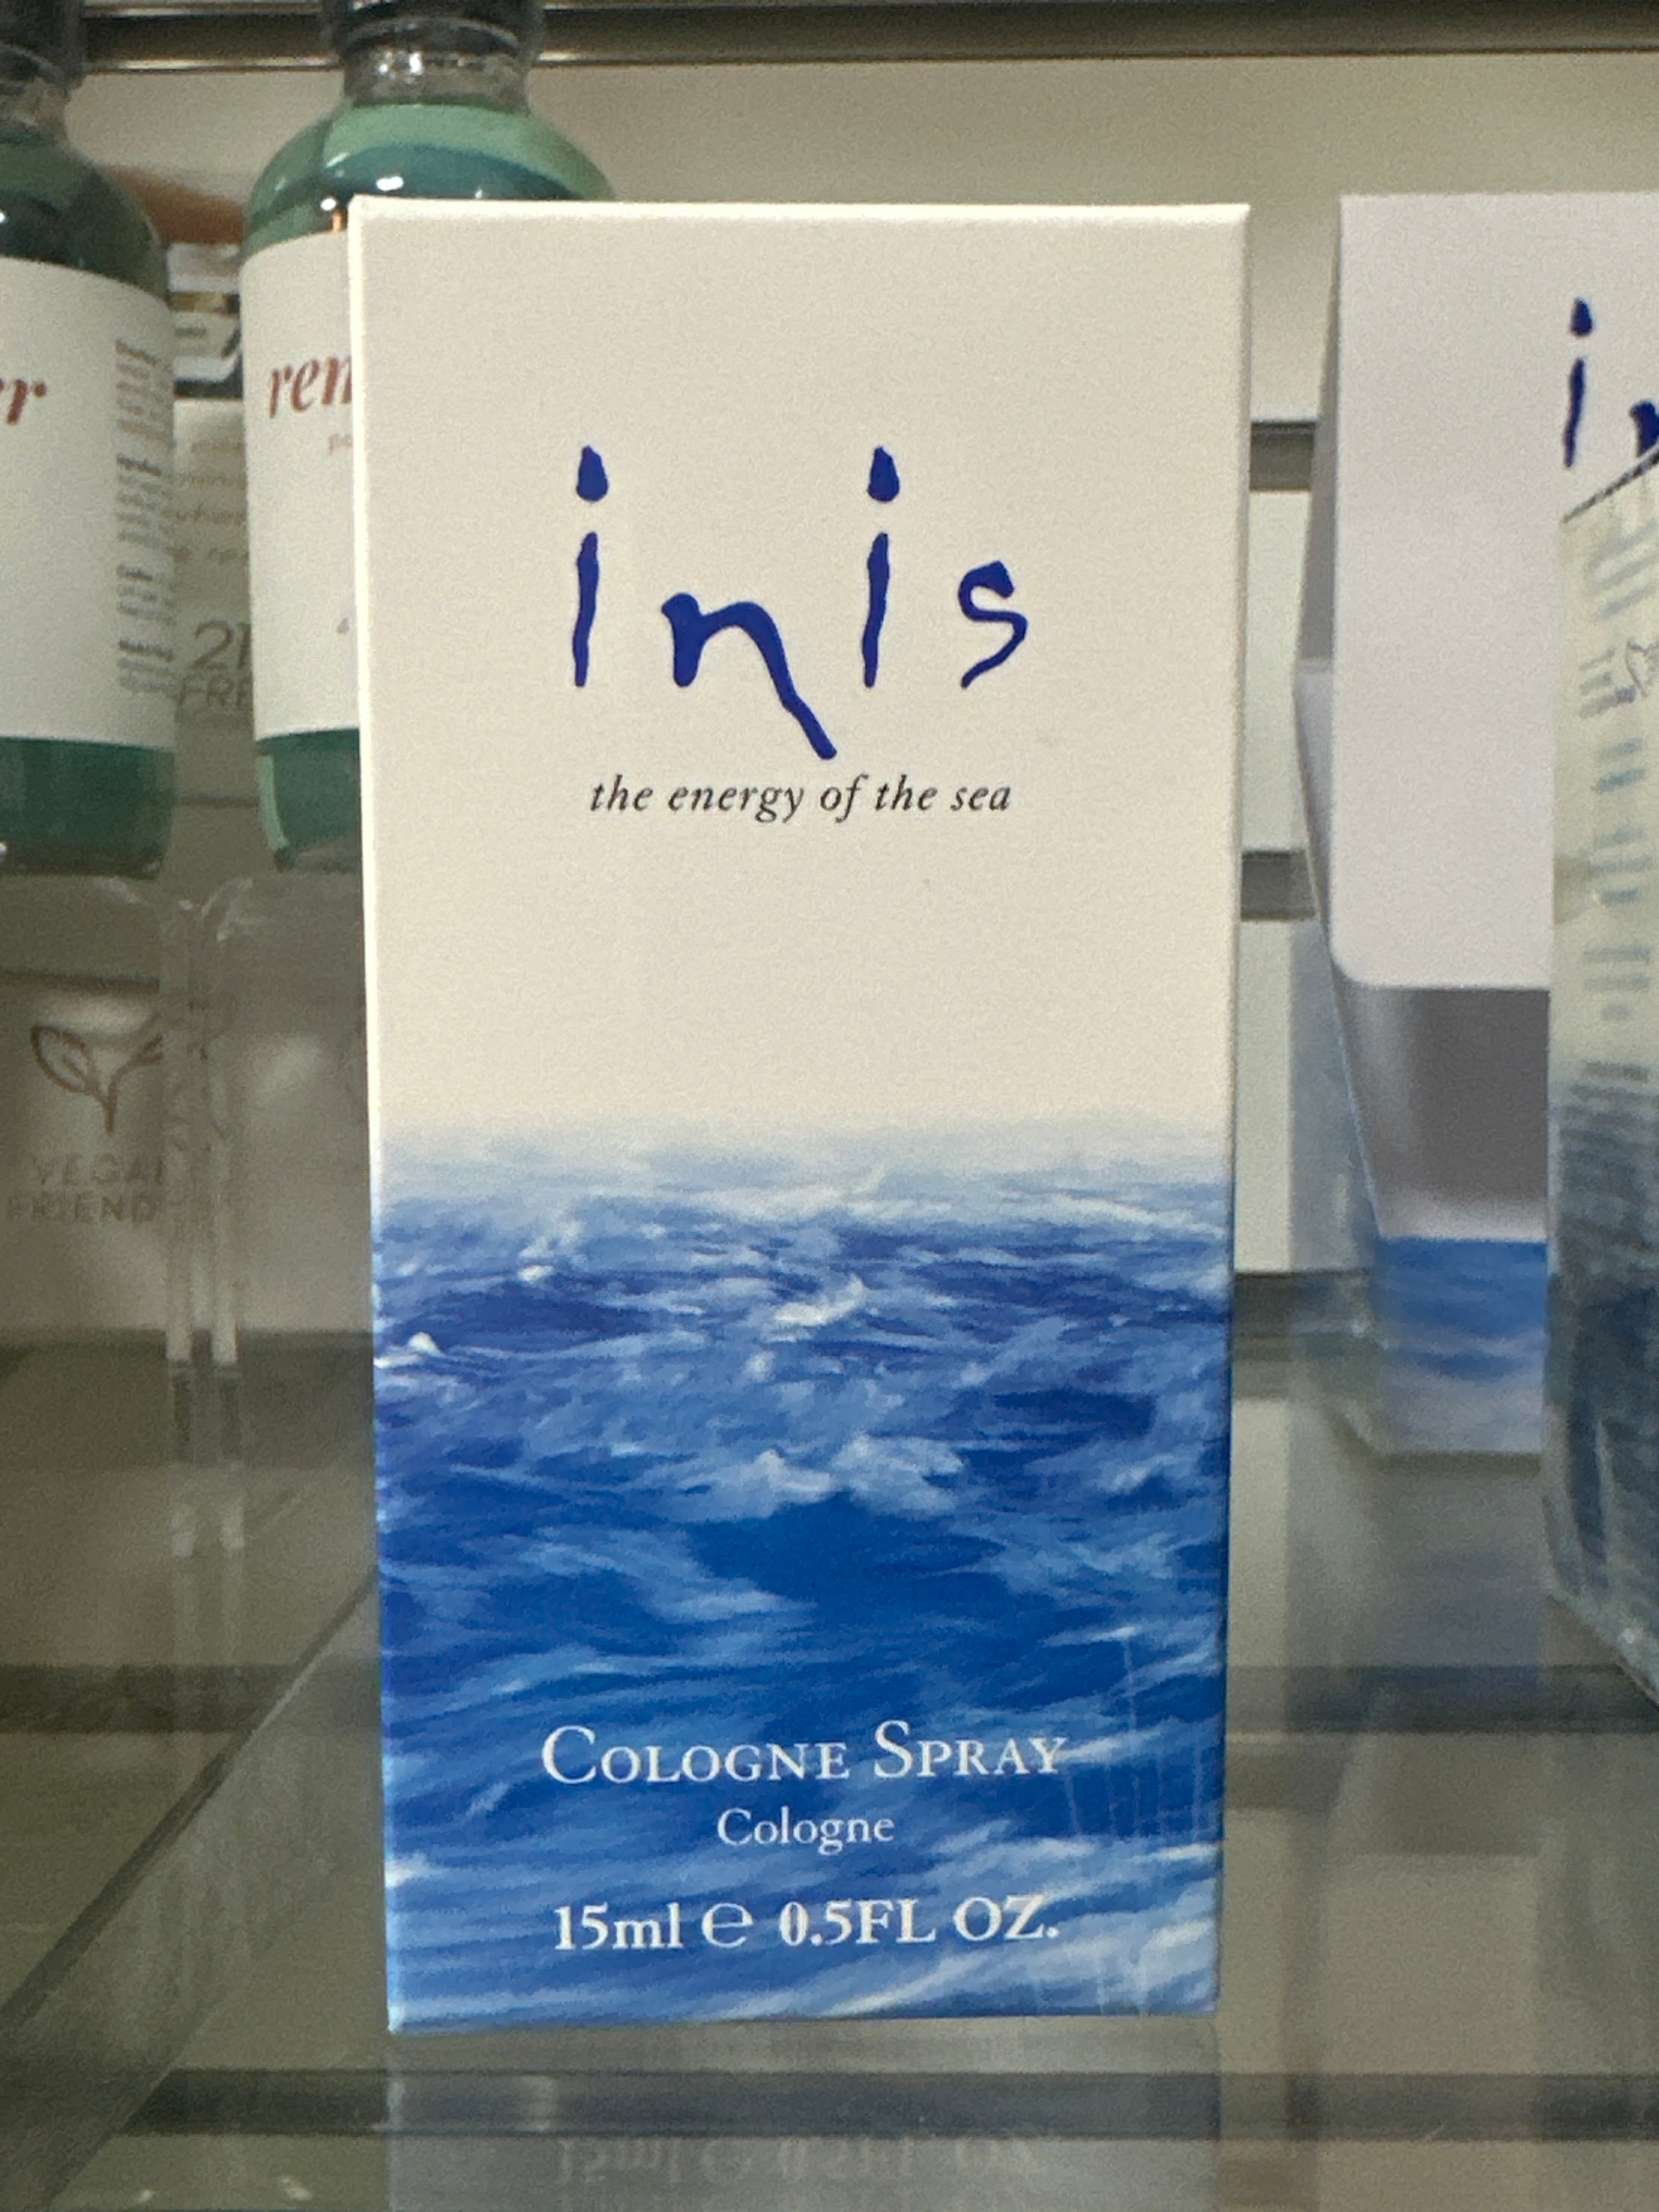 inis
the energy of the sea
COLOGNE SPRAY
Cologne
15ml ℮ 0.5FL OZ.